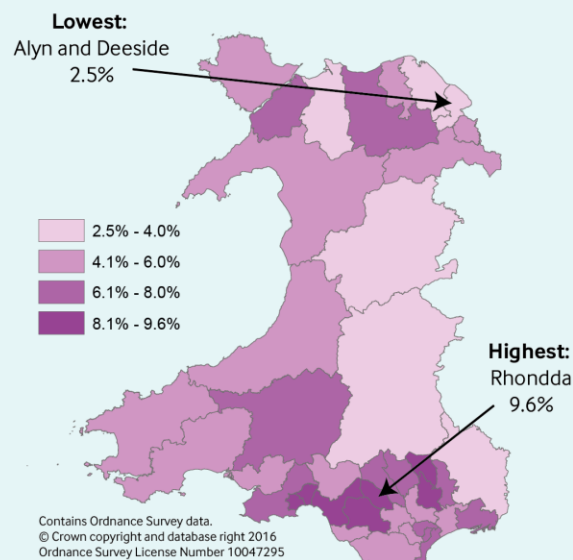 Lowest:
Alyn and Deeside
2.5%
2.5% - 4.0%
4.1% - 6.0%
6.1% - 8.0%
8.1% - 9.6%
Highest:
Rhondda
9.6%
Contains Ordnance Survey data.
© Crown copyright and database right 2016
Ordnance Survey License Number 10047295